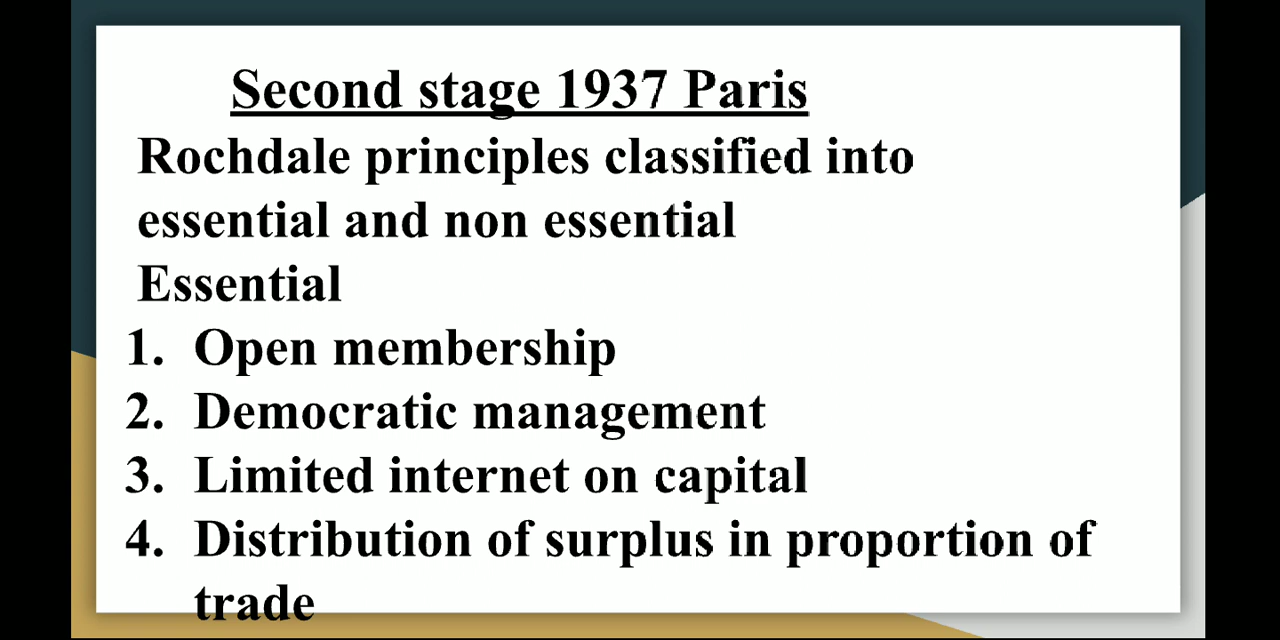 Second stage 1937 Paris
Rochdale principles classified into
essential and non essential
Essential
1. Open membership
2. Democratic management
3. Limited internet on capital
4. Distribution of surplus in proportion of
trade